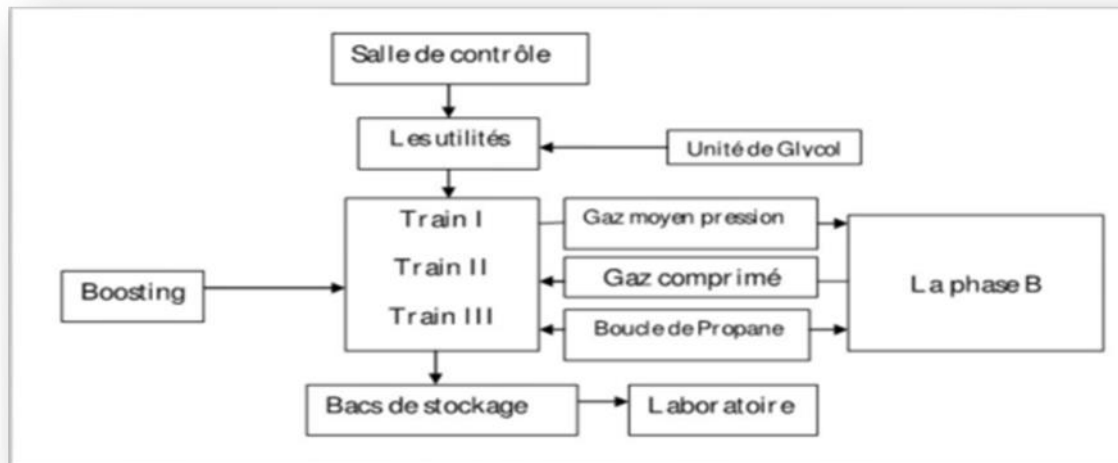 Salle de contrôle
Les utilités
Unité de Glycol
Train I
Gaz moyen pression
Train II
Gaz comprimé
La phase B
Boosting
Train III
Boucle de Propane
Bacs de stockage
Laboratoire